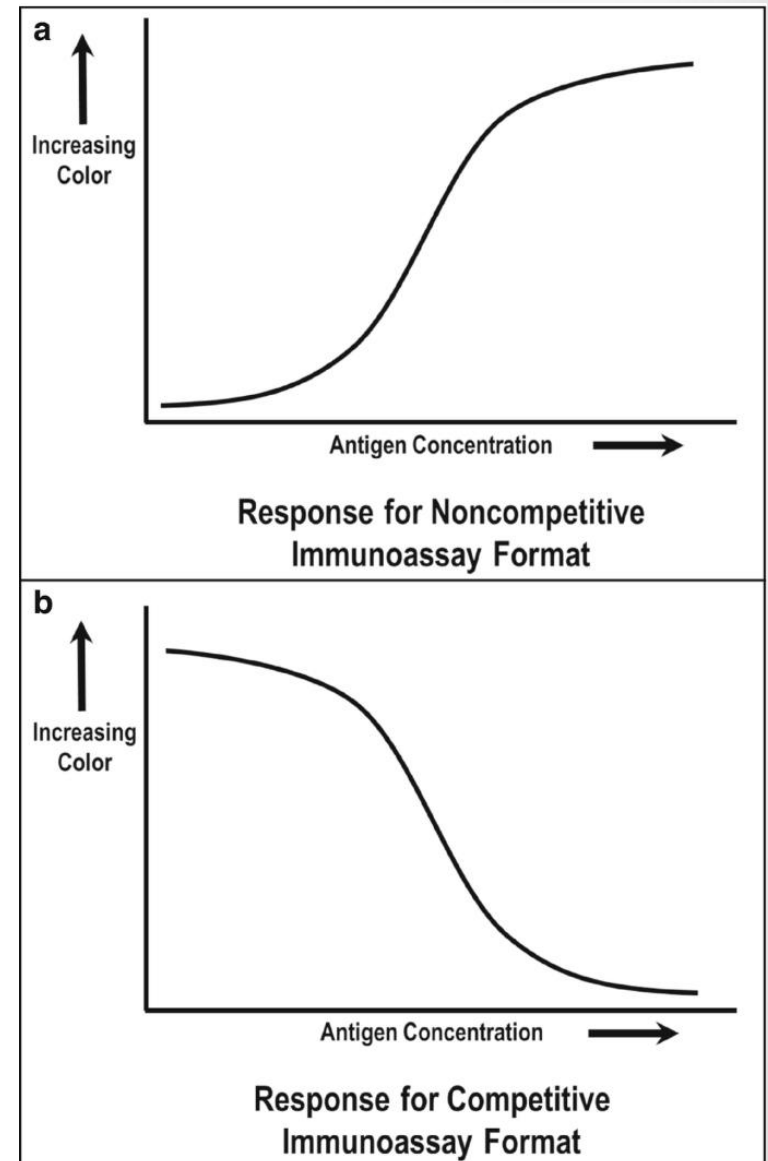 a
Increasing
Color
Antigen Concentration
Response for Noncompetitive
Immunoassay Format
b
Increasing
Color
Antigen Concentration
Response for Competitive
Immunoassay Format